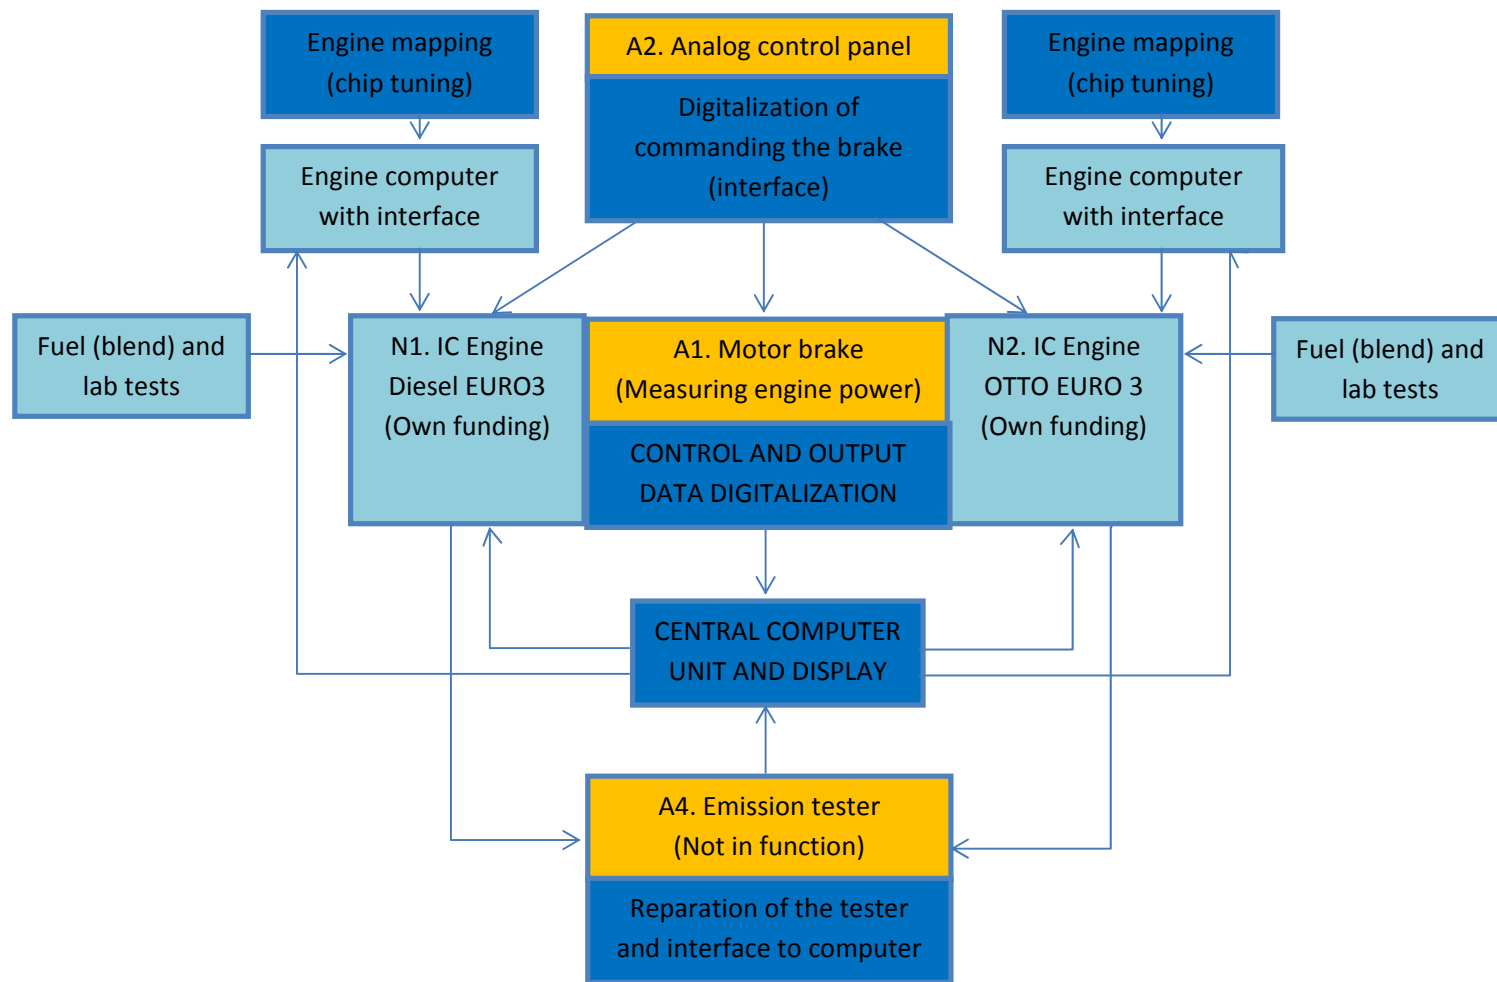 Engine mapping
(chip tuning)
A2. Analog control panel
Engine mapping
(chip tuning)
Digitalization of
commanding the brake
(interface)
Engine computer
with interface
Engine computer
with interface
Fuel (blend) and
lab tests
N1. IC Engine
Diesel EURO3
(Own funding)
A1. Motor brake
(Measuring engine power)
N2. IC Engine
OTTO EURO 3
(Own funding)
Fuel (blend) and
lab tests
CONTROL AND OUTPUT
DATA DIGITALIZATION
CENTRAL COMPUTER
UNIT AND DISPLAY
A4. Emission tester
(Not in function)
Reparation of the tester
and interface to computer